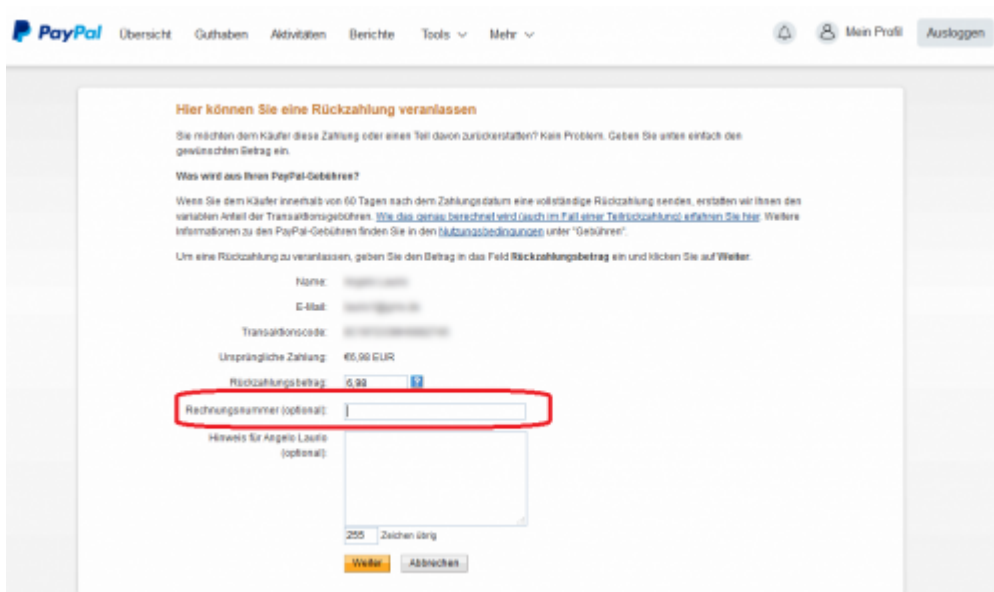 PayPal Übersicht Guthaben Aktivitäten Berichte Tools Mehr Mein Profil Ausloggen
Hier können Sie eine Rückzahlung veranlassen
Sie möchten dem Käufer diese Zahlung oder einen Teil davon zurückerstatten? Kein Problem. Geben Sie unten einfach den
gewünschten Betrag ein.
Was wird aus Ihren PayPal-Gebühren?
Wenn Sie dem Käufer innerhalb von 60 Tagen nach dem Zahlungsdatum eine vollständige Rückzahlung senden, erstatten wir Ihnen den
variablen Anteil der Transaktionsgebühren. Wie das genau berechnet wird (auch im Fall einer Teilrückzahlung) erfahren Sie hier. Weitere
Informationen zu den PayPal-Gebühren finden Sie in den Nutzungsbedingungen unter "Gebühren".
Um eine Rückzahlung zu veranlassen, geben Sie den Betrag in das Feld Rückzahlungsbetrag ein und klicken Sie auf Weiter.
Name:
E-Mail:
Transaktionscode:
Ursprüngliche Zahlung: €6,98 EUR
Rückzahlungsbetrag: 6,98 ?
Rechnungsnummer (optional):
Hinweis für Angelo Laurio
(optional):
255 Zeichen übrig
Weiter Abbrechen